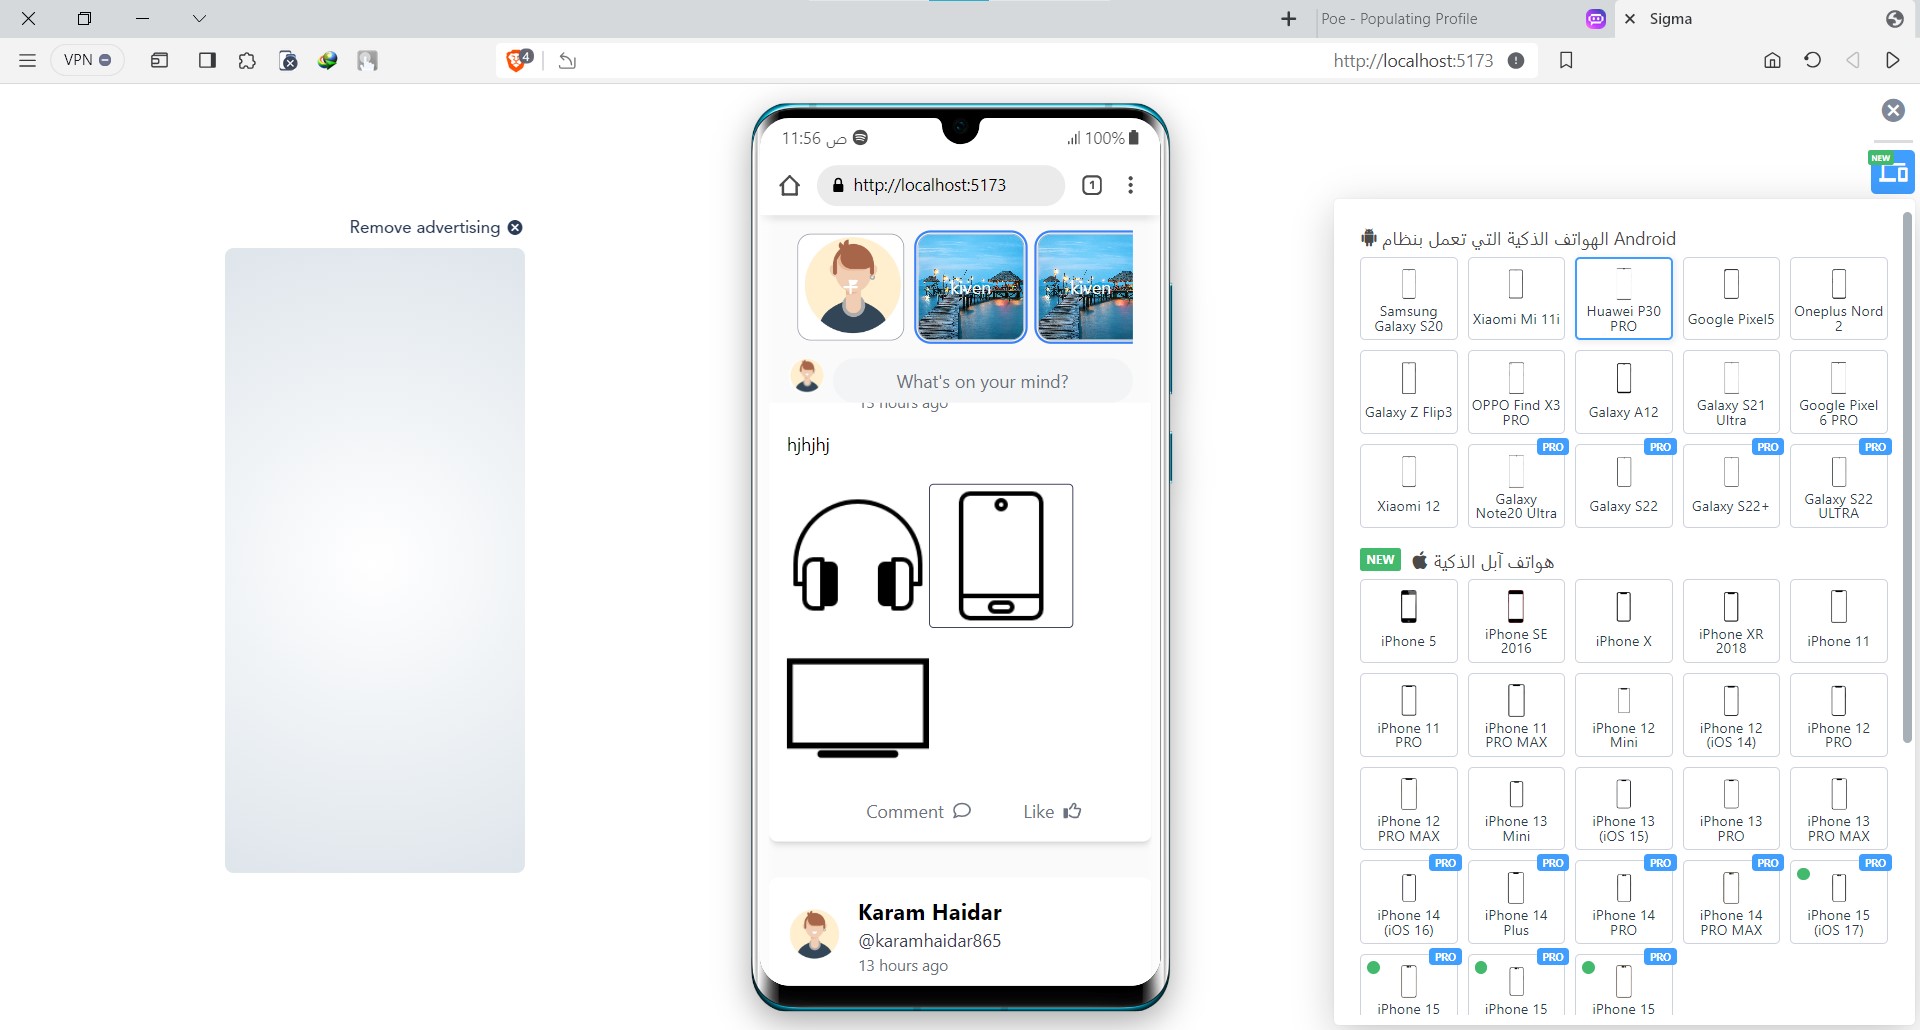 Poe - Populating Profile
Sigma
VPN
4
http://localhost:5173
Remove advertising
11:56 ص
100%
http://localhost:5173
1
kiven
kiven
What's on your mind?
13 hours ago
hjhjhj
Comment
Like
Karam Haidar
@karamhaidar865
13 hours ago
NEW
الهواتف الذكية التي تعمل بنظام Android
Samsung
Galaxy S20
Xiaomi Mi 11i
Huawei P30
PRO
Google Pixel5
Oneplus Nord
2
Galaxy Z Flip3
OPPO Find X3
PRO
Galaxy A12
Galaxy S21
Ultra
Google Pixel
6 PRO
Xiaomi 12
PRO
Galaxy
Note20 Ultra
PRO
Galaxy S22
PRO
Galaxy S22+
PRO
Galaxy S22
ULTRA
NEW
هواتف آبل الذكية
iPhone 5
iPhone SE
2016
iPhone X
iPhone XR
2018
iPhone 11
iPhone 11
PRO
iPhone 11
PRO MAX
iPhone 12
Mini
iPhone 12
(iOS 14)
iPhone 12
PRO
iPhone 12
PRO MAX
iPhone 13
Mini
iPhone 13
(iOS 15)
iPhone 13
PRO
iPhone 13
PRO MAX
PRO
iPhone 14
(iOS 16)
PRO
iPhone 14
Plus
PRO
iPhone 14
PRO
PRO
iPhone 14
PRO MAX
PRO
iPhone 15
(iOS 17)
PRO
iPhone 15
PRO
iPhone 15
PRO
iPhone 15